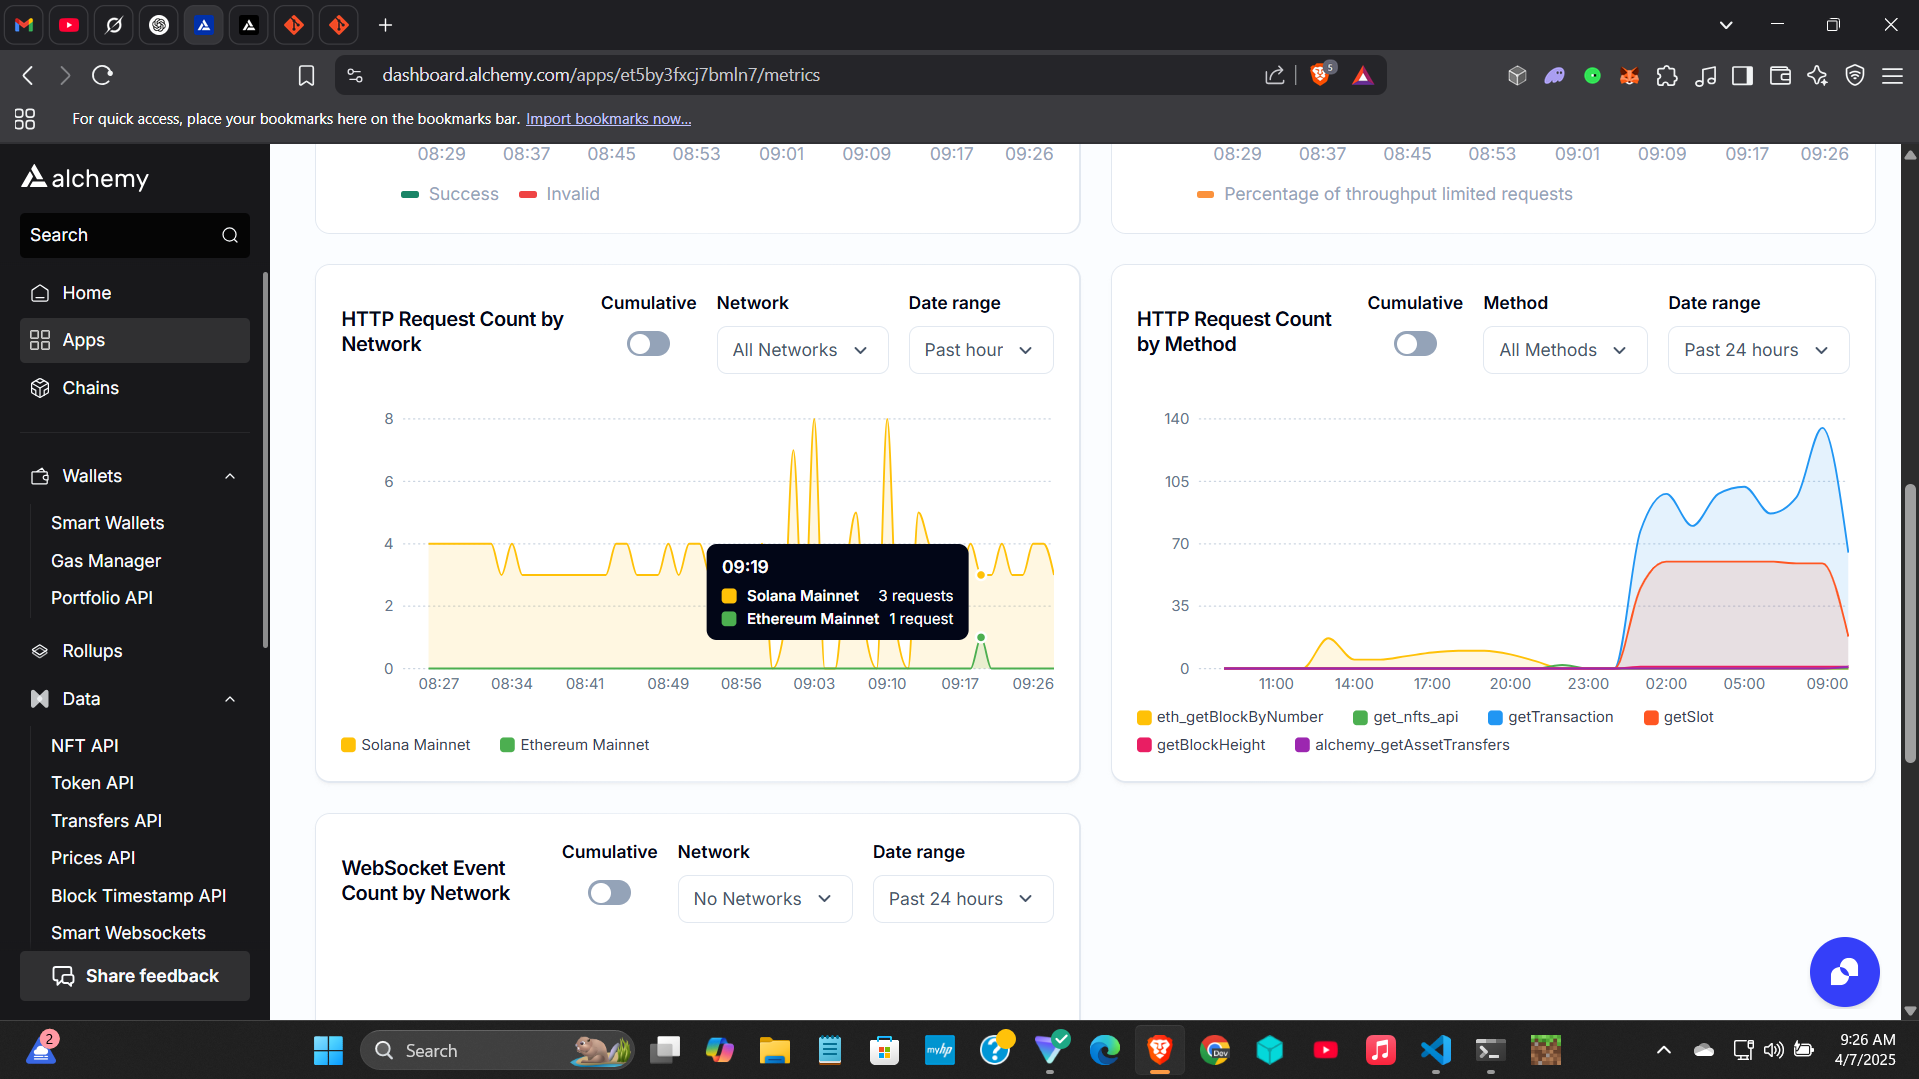 dashboard.alchemy.com/apps/et5by3fxcj7bmln7/metrics
5
For quick access, place your bookmarks here on the bookmarks bar. Import bookmarks now...
alchemy
Search
Home
Apps
Chains
Wallets
Smart Wallets
Gas Manager
Portfolio API
Rollups
Data
NFT API
Token API
Transfers API
Prices API
Block Timestamp API
Smart Websockets
Share feedback
08:29 08:37 08:45 08:53 09:01 09:09 09:17 09:26
Success Invalid
08:29 08:37 08:45 08:53 09:01 09:09 09:17 09:26
Percentage of throughput limited requests
HTTP Request Count by
Network
Cumulative Network Date range
All Networks Past hour
8
6
4
2
0
09:19
Solana Mainnet 3 requests
Ethereum Mainnet 1 request
08:27 08:34 08:41 08:49 08:56 09:03 09:10 09:17 09:26
Solana Mainnet Ethereum Mainnet
HTTP Request Count
by Method
Cumulative Method Date range
All Methods Past 24 hours
140
105
70
35
0
11:00 14:00 17:00 20:00 23:00 02:00 05:00 09:00
eth_getBlockByNumber get_nfts_api getTransaction getSlot
getBlockHeight alchemy_getAssetTransfers
WebSocket Event
Count by Network
Cumulative Network Date range
No Networks Past 24 hours
2
Search
myhp
Dev
9:26 AM
4/7/2025